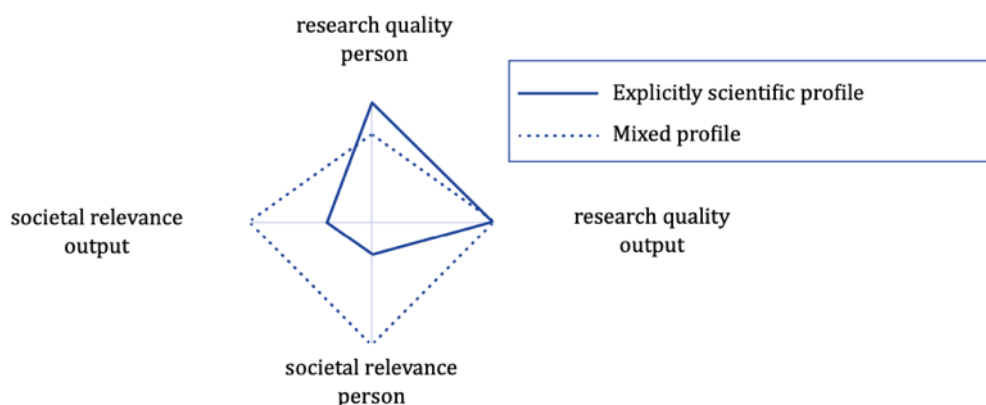 research quality
person
Explicitly scientific profile
Mixed profile
societal relevance
output
research quality
output
societal relevance
person